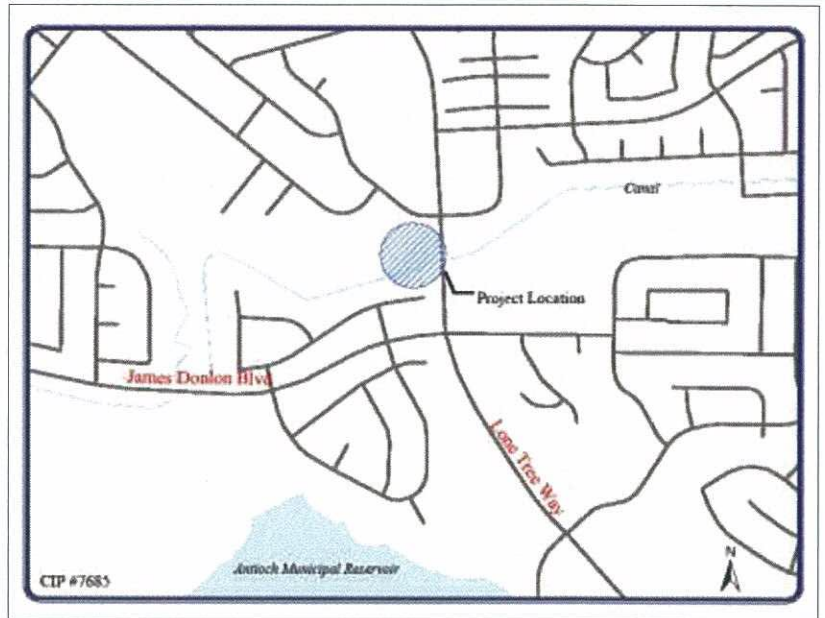 Canal
Project Location
James Donlon Blvd
Lone Tree Way
Antioch Municipal Reservoir
CIP #7685
N